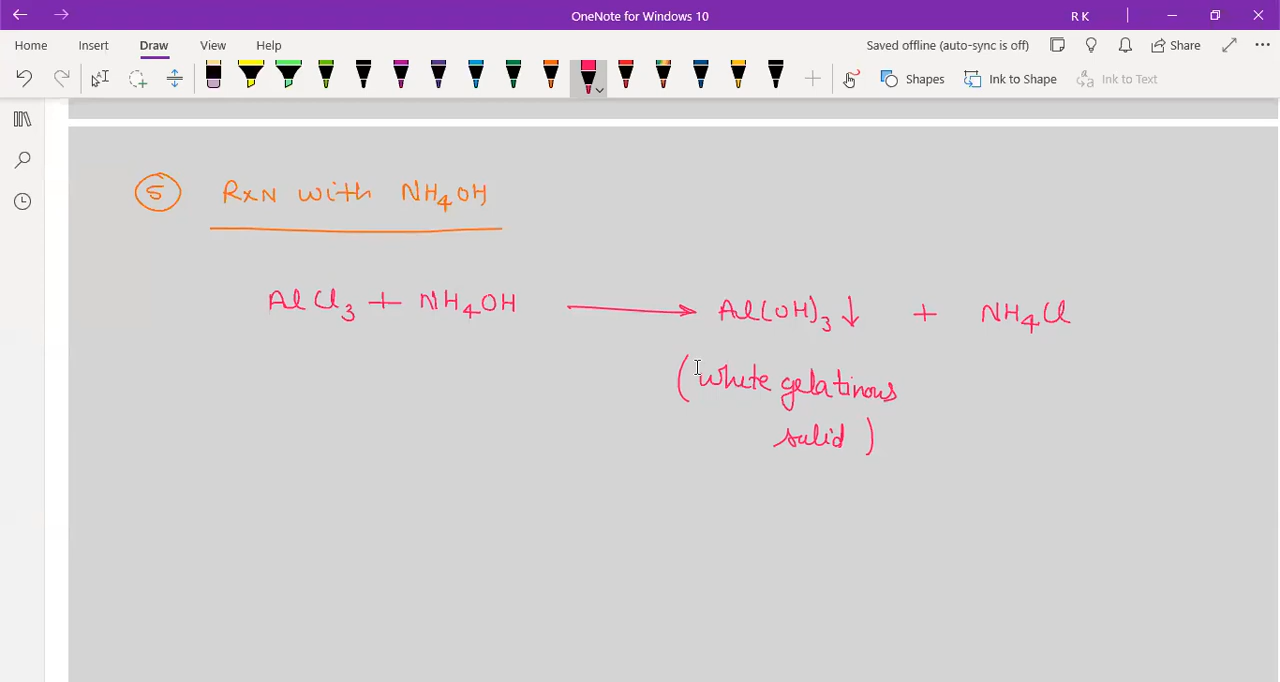 OneNote for Windows 10
R K
Home Insert Draw View Help
Saved offline (auto-sync is off)
Share
Shapes
Ink to Shape
Ink to Text
5 RxN with NH4OH
AlCl3 + NH4OH → Al(OH)3↓ + NH4Cl
(white gelatinous
solid)